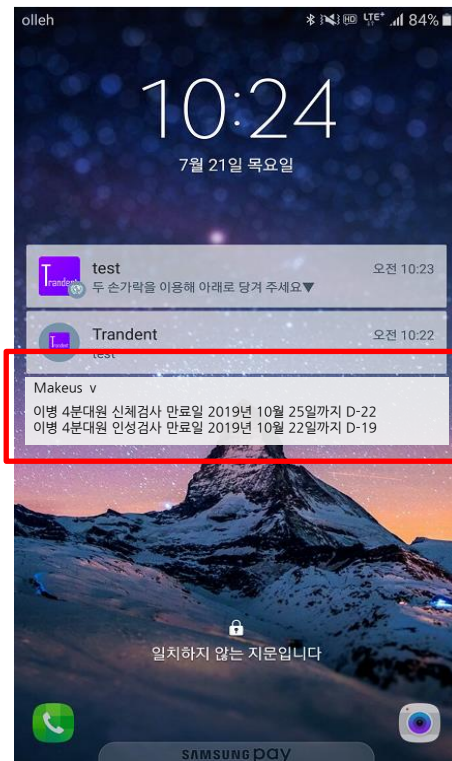 olleh HD LTE+ 84%
10:24
7월 21일 목요일
Trandent
test 오전 10:23
두 손가락을 이용해 아래로 당겨 주세요▼
Trandent
Trandent 오전 10:22
test
Makeus v
이병 4분대원 신체검사 만료일 2019년 10월 25일까지 D-22
이병 4분대원 인성검사 만료일 2019년 10월 22일까지 D-19
일치하지 않는 지문입니다
SAMSUNG pay